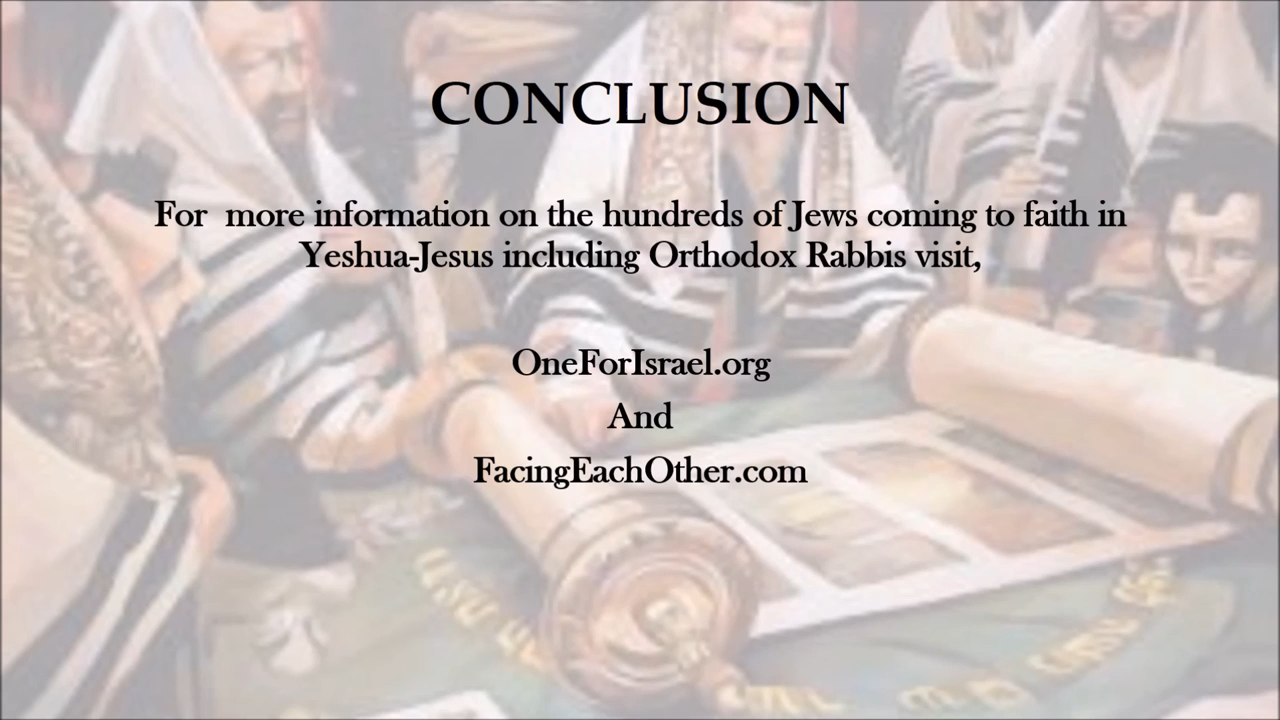 CONCLUSION
For  more information on the hundreds of Jews coming to faith in
Yeshua-Jesus including Orthodox Rabbis visit,
OneForIsrael.org
And
FacingEachOther.com